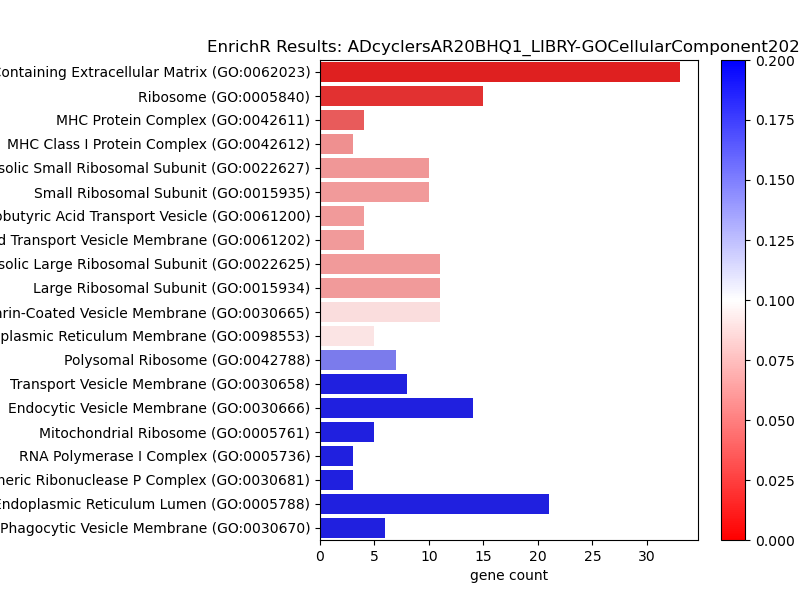 EnrichR Results: ADcyclersAR20BHQ1_LIBRY-GOCellularComponent202
Containing Extracellular Matrix (GO:0062023)
Ribosome (GO:0005840)
MHC Protein Complex (GO:0042611)
MHC Class I Protein Complex (GO:0042612)
solic Small Ribosomal Subunit (GO:0022627)
Small Ribosomal Subunit (GO:0015935)
obutyric Acid Transport Vesicle (GO:0061200)
d Transport Vesicle Membrane (GO:0061202)
solic Large Ribosomal Subunit (GO:0022625)
Large Ribosomal Subunit (GO:0015934)
hrin-Coated Vesicle Membrane (GO:0030665)
plasmic Reticulum Membrane (GO:0098553)
Polysomal Ribosome (GO:0042788)
Transport Vesicle Membrane (GO:0030658)
Endocytic Vesicle Membrane (GO:0030666)
Mitochondrial Ribosome (GO:0005761)
RNA Polymerase I Complex (GO:0005736)
meric Ribonuclease P Complex (GO:0030681)
Endoplasmic Reticulum Lumen (GO:0005788)
Phagocytic Vesicle Membrane (GO:0030670)
0 5 10 15 20 25 30
gene count
0.200
0.175
0.150
0.125
0.100
0.075
0.050
0.025
0.000